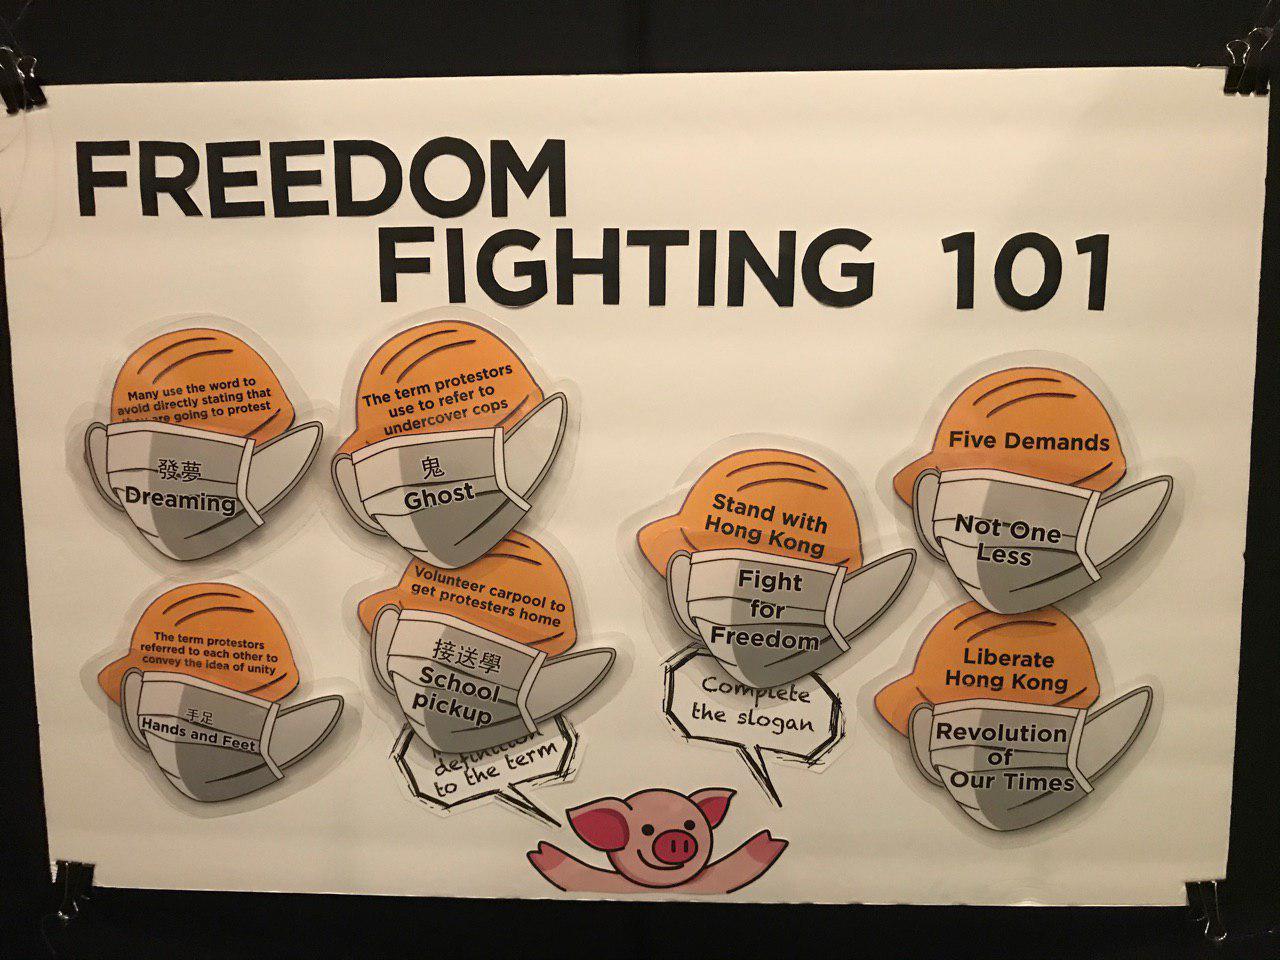 FREEDOM
FIGHTING 101
Many use the word to
avoid directly stating that
they are going to protest
發夢
Dreaming
The term protestors
use to refer to
undercover cops
鬼
Ghost
The term protestors
referred to each other to
convey the idea of unity
手足
Hands and Feet
Volunteer carpool to
get protesters home
接送學
School
pickup
definition
to the term
Stand with
Hong Kong
Fight
for
Freedom
Complete
the slogan
Five Demands
Not One
Less
Liberate
Hong Kong
Revolution
of
Our Times